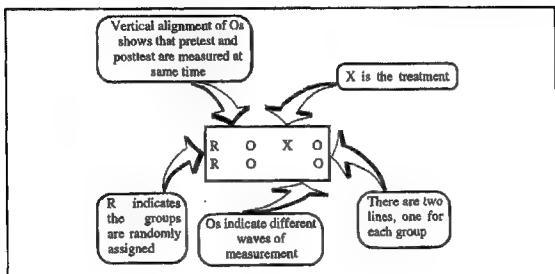 Vertical alignment of Os
shows that pretest and
posttest are measured at
same time
X is the treatment
R O X O
R O O
R indicates
the groups
are randomly
assigned
Os indicate different
waves of
measurement
There are two
lines, one for
each group